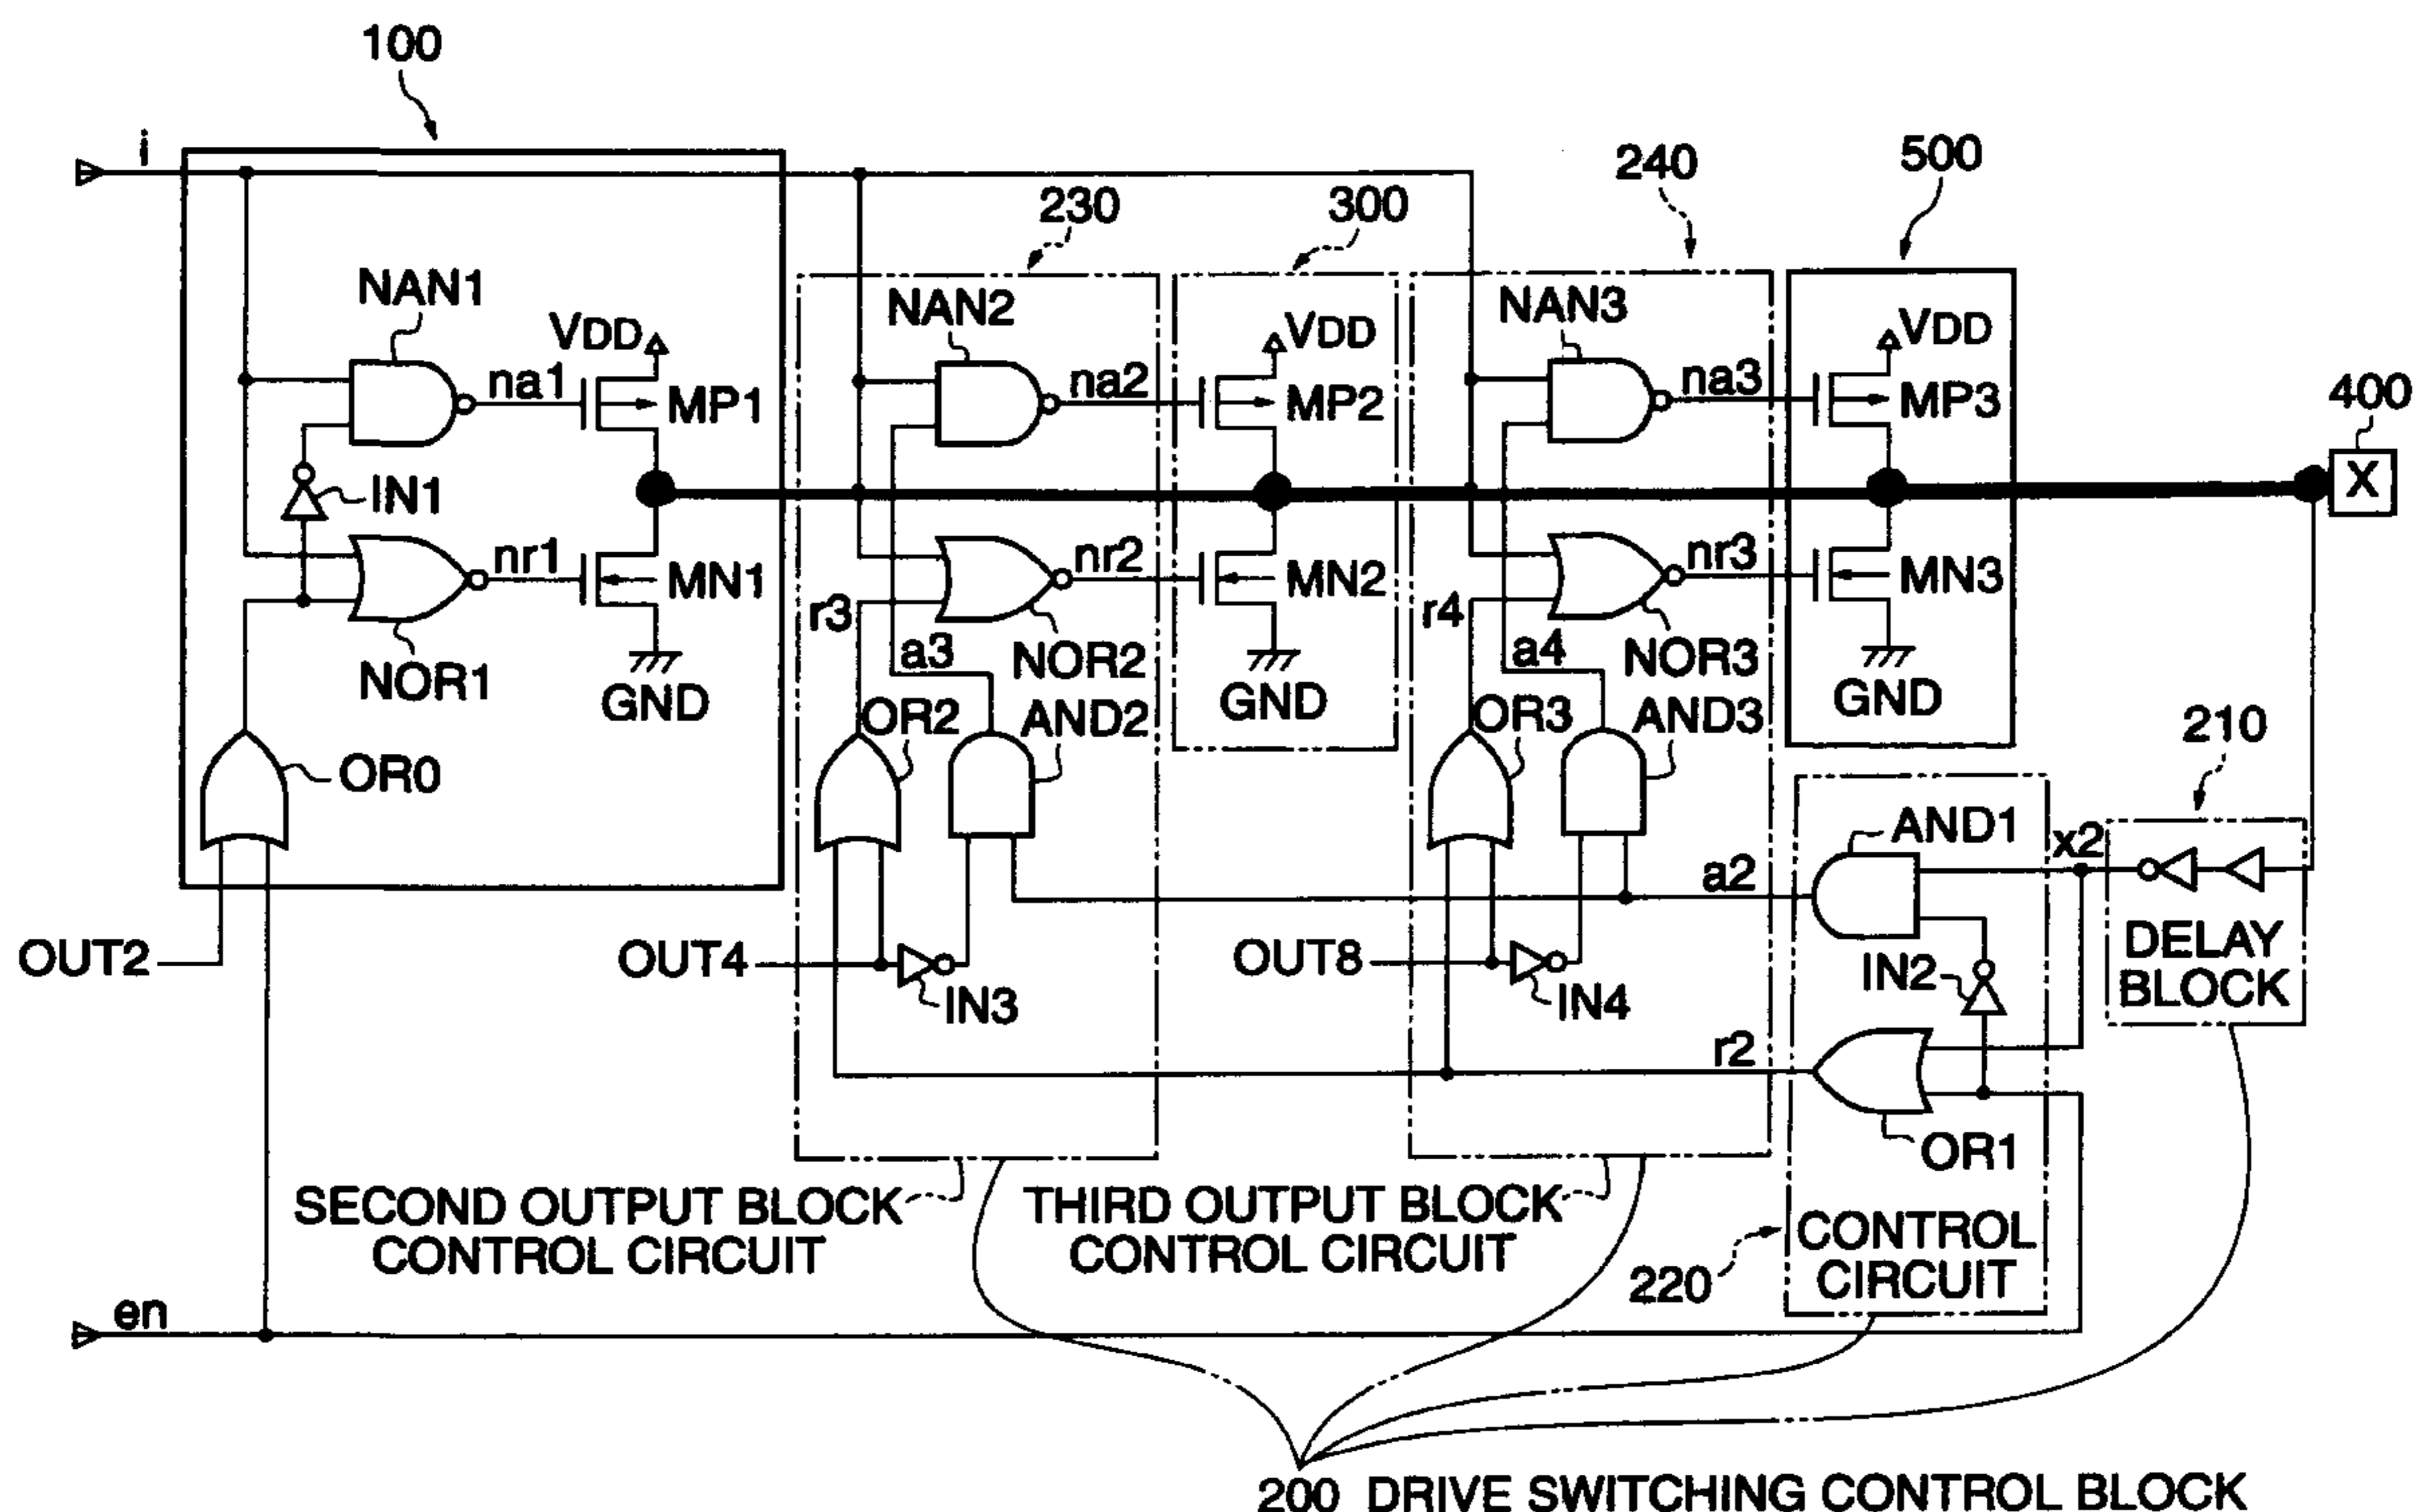 100
i
240
500
230
300
NAN1
NAN2
NAN3
VDD
VDD
VDD
na1
MP1
na2
MP2
na3
MP3
400
X
IN1
nr1
MN1
nr2
MN2
nr3
MN3
r3
r4
NOR1
a3
NOR2
a4
NOR3
GND
GND
GND
OR2
AND2
OR3
AND3
210
OR0
AND1
x2
a2
OUT2
OUT4
OUT8
DELAY
BLOCK
IN2
IN3
IN4
r2
OR1
SECOND OUTPUT BLOCK
CONTROL CIRCUIT
THIRD OUTPUT BLOCK
CONTROL CIRCUIT
CONTROL
CIRCUIT
220
en
200 DRIVE SWITCHING CONTROL BLOCK